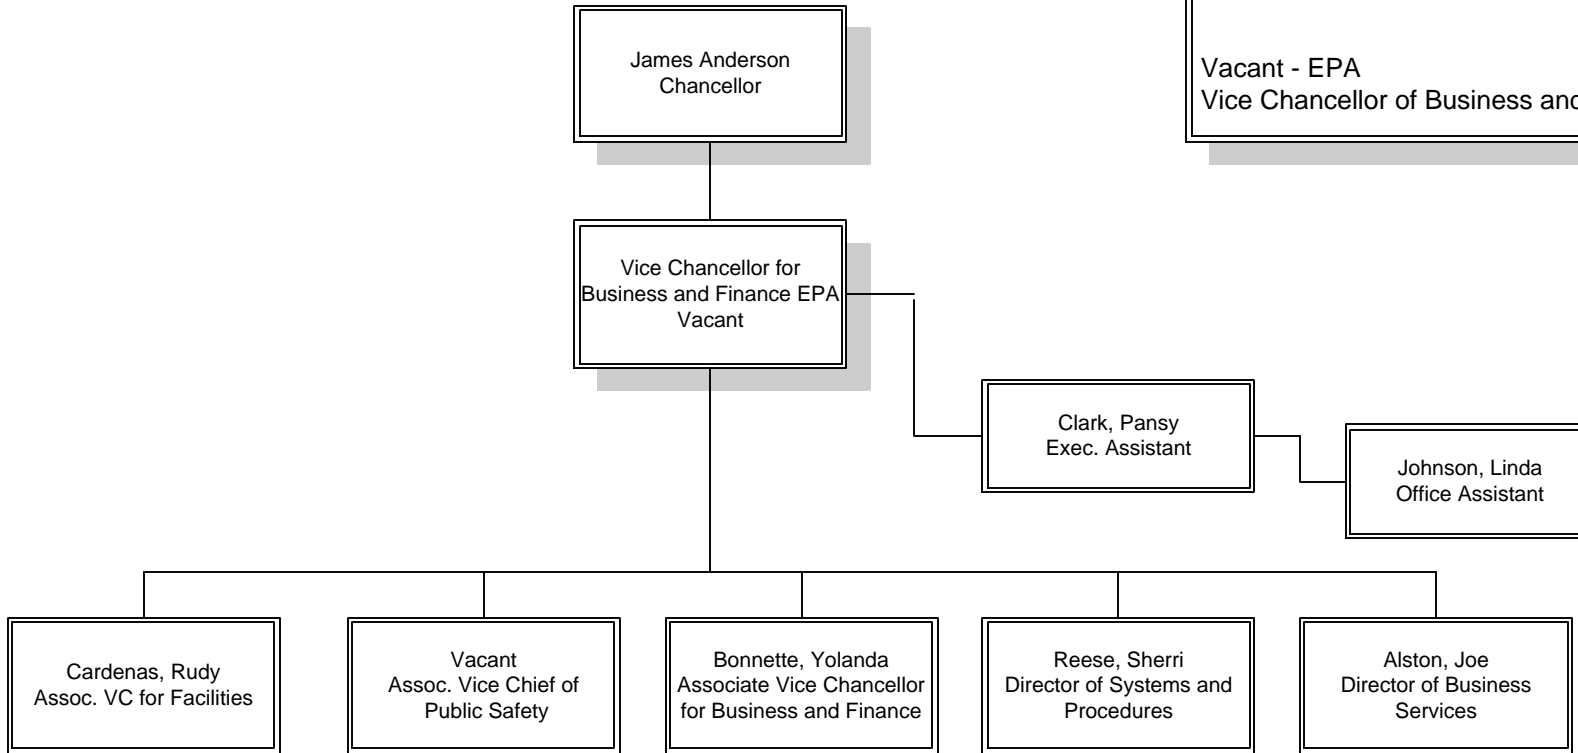 James Anderson
Chancellor
Vacant - EPA
Vice Chancellor of Business and
Vice Chancellor for
Business and Finance EPA
Vacant
Clark, Pansy
Exec. Assistant
Johnson, Linda
Office Assistant
Cardenas, Rudy
Assoc. VC for Facilities
Vacant
Assoc. Vice Chief of
Public Safety
Bonnette, Yolanda
Associate Vice Chancellor
for Business and Finance
Reese, Sherri
Director of Systems and
Procedures
Alston, Joe
Director of Business
Services